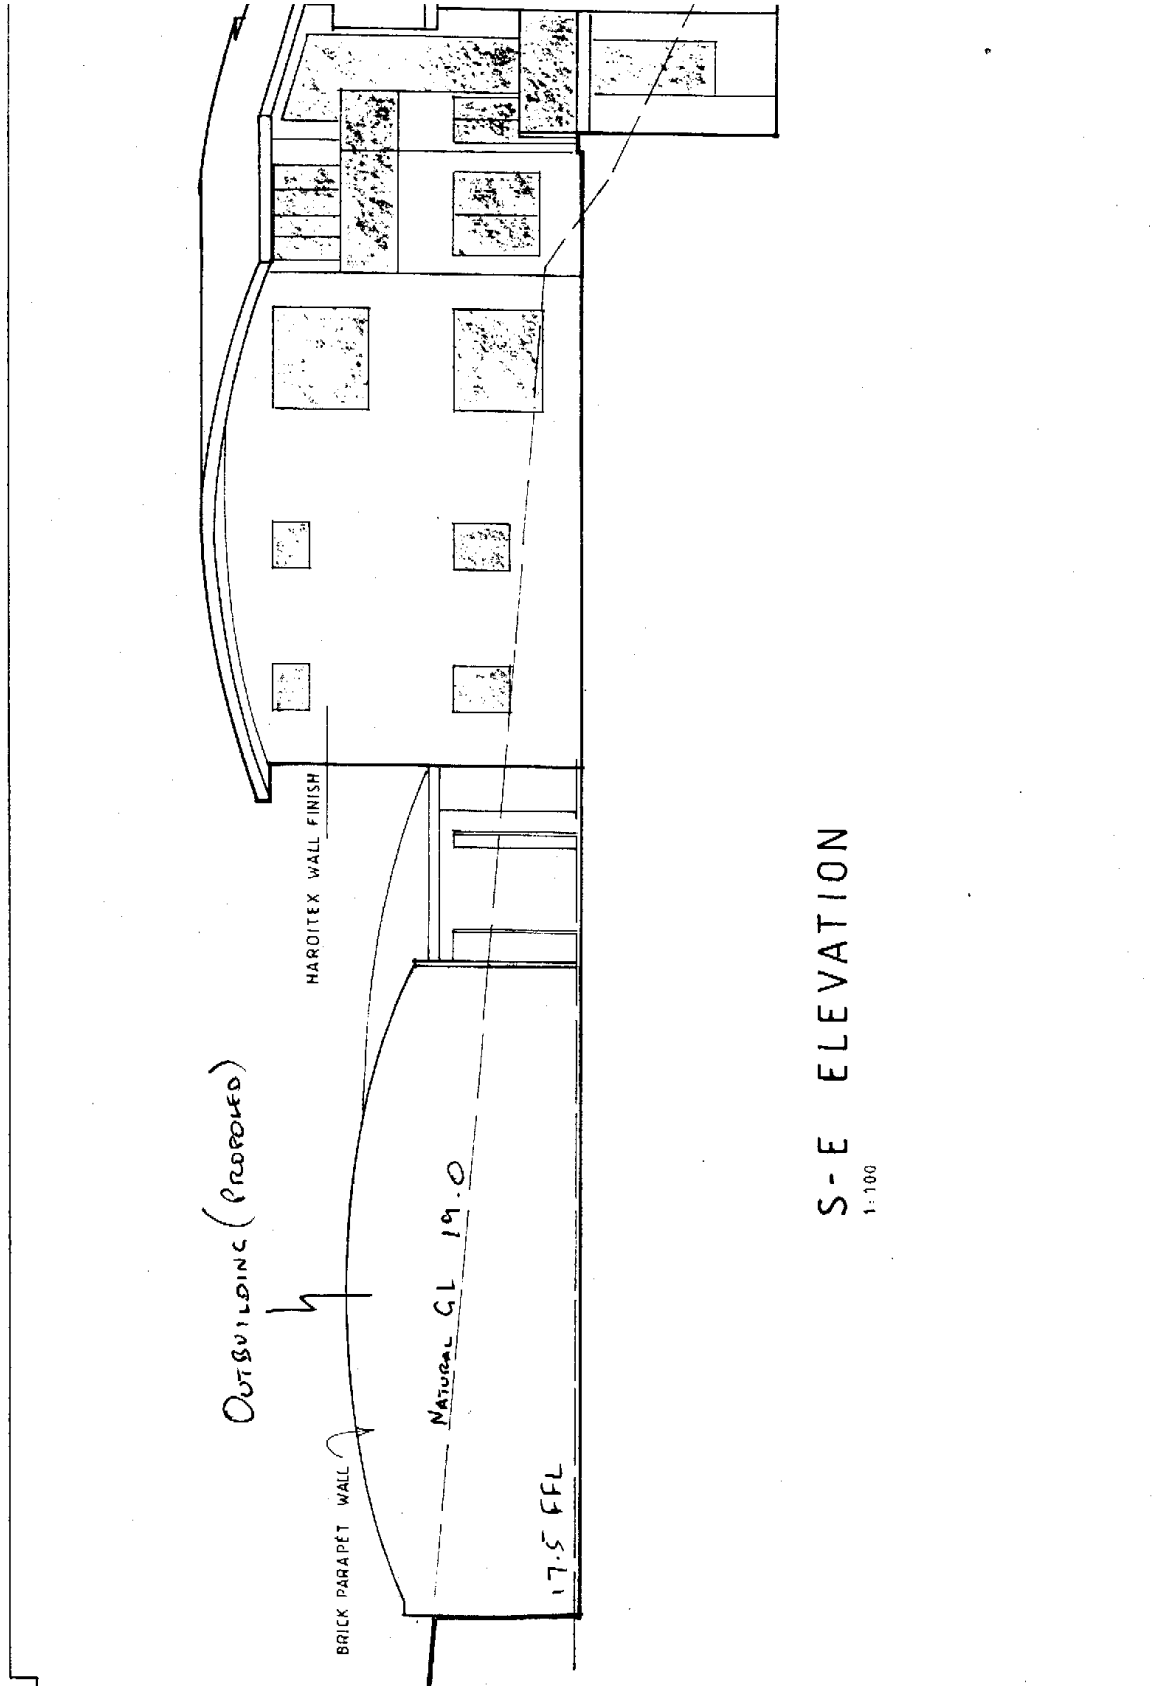 HARDITEX WALL FINISH
OUTBUILDING (PROPOSED)
BRICK PARAPET WALL
NATURAL GL 19.0
17.5 FFL
S-E ELEVATION
1:100